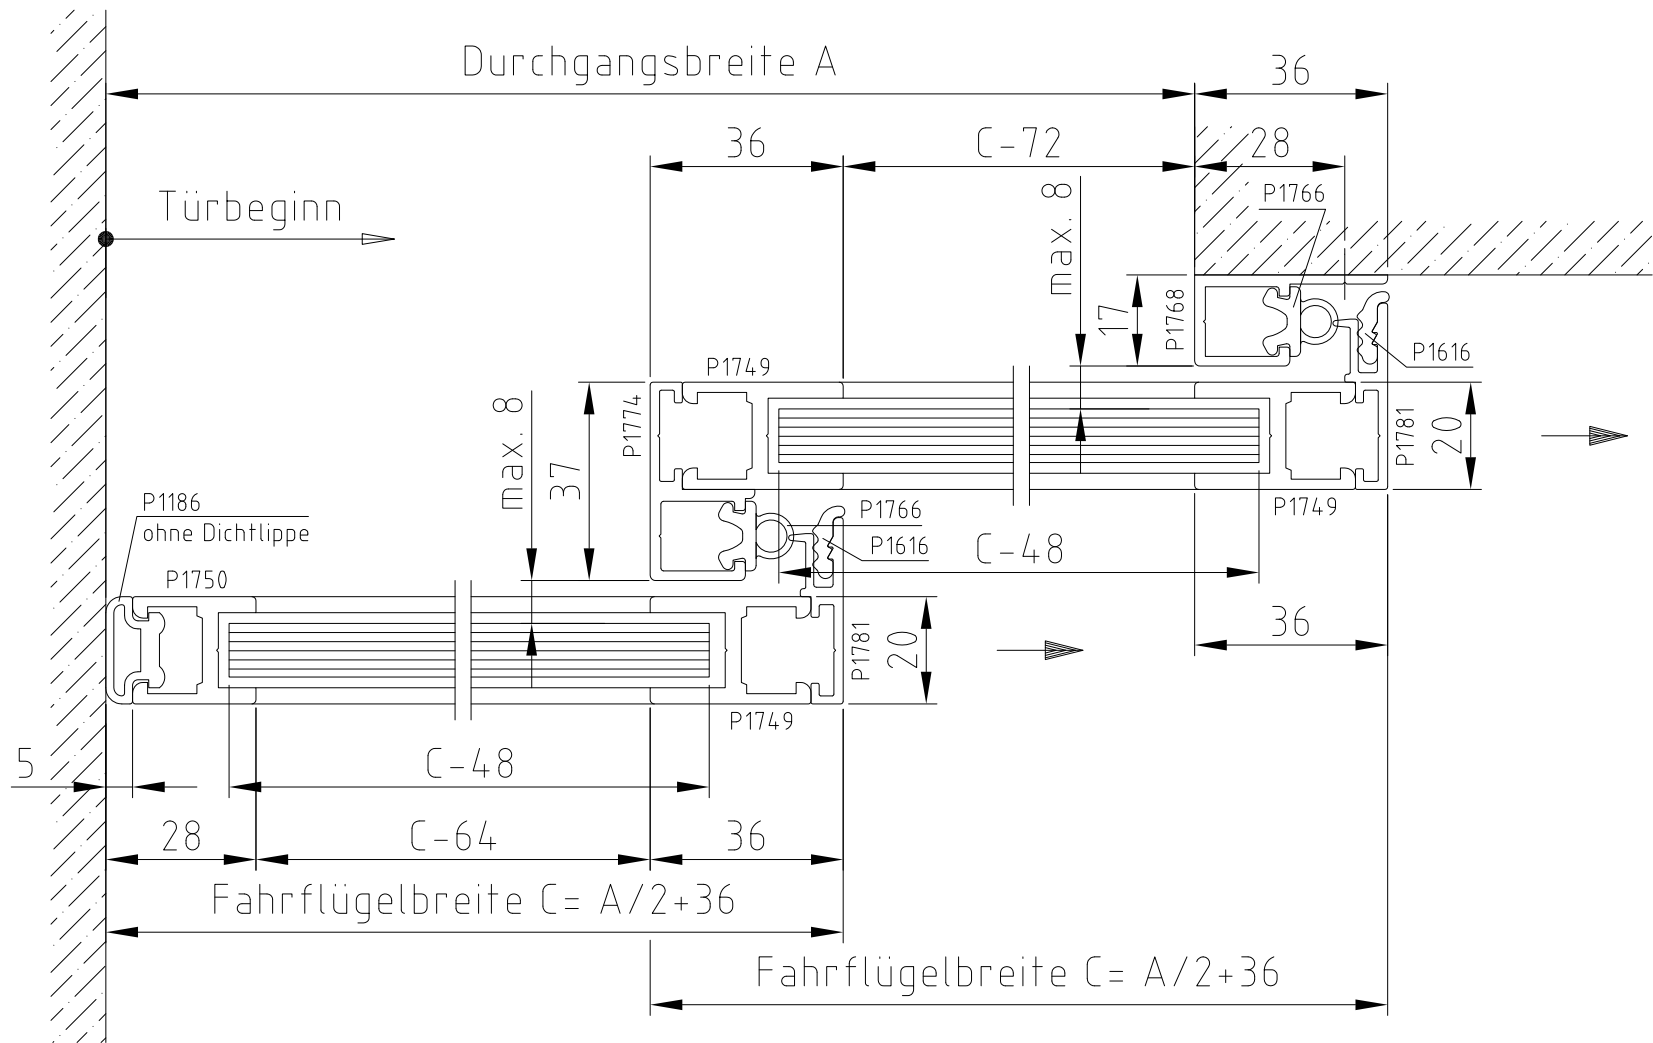 Durchgangsbreite A
36
36
C-72
28
Türbeginn
max. 8
P1766
17
P1768
P1616
P1749
P1774
max. 8
37
P1781
20
P1186
ohne Dichtlippe
P1766
P1749
P1616
C-48
P1750
36
P1781
20
P1749
5
C-48
28
C-64
36
Fahrflügelbreite C= A/2+36
Fahrflügelbreite C= A/2+36